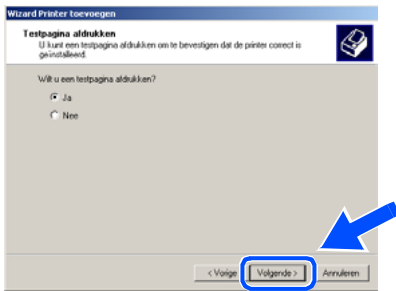 Wizard Printer toevoegen
Testpagina afdrukken
U kunt een testpagina afdrukken om te bevestigen dat de printer correct is
geïnstalleerd.
Wilt u een testpagina afdrukken?
Ja
Nee
< Vorige
Volgende >
Annuleren